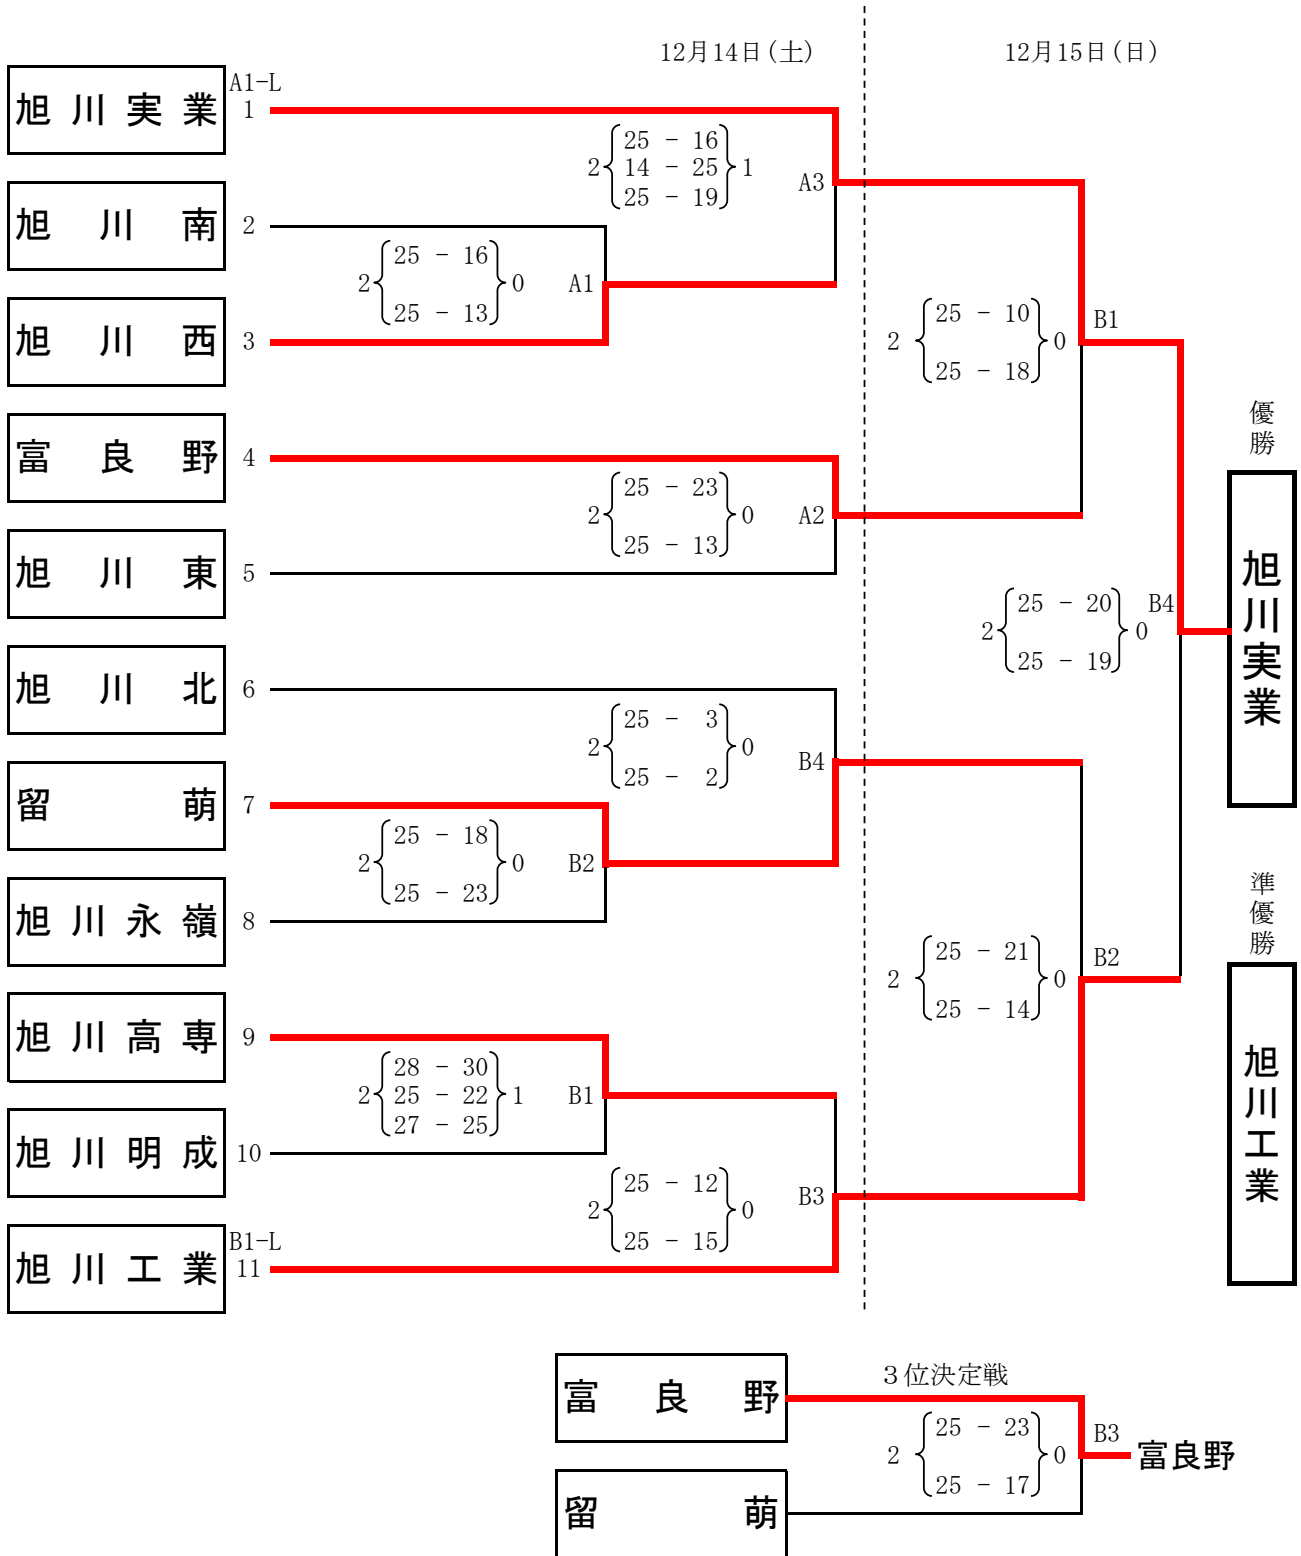 12月14日(土)
12月15日(日)
A1-L
旭川実業 1
25 - 16
2 14 - 25 1
25 - 19
A3
旭川南 2
25 - 16
2 0 A1
25 - 13
旭川西 3
25 - 10
B1
2 0
25 - 18
富良野 4
25 - 23
2 0 A2
25 - 13
旭川東 5
25 - 20
B4
2 0
25 - 19
優勝
旭川実業
旭川北 6
25 - 3
2 0 B4
25 - 2
留萌 7
25 - 18
2 0 B2
25 - 23
旭川永嶺 8
25 - 21
B2
2 0
25 - 14
準優勝
旭川工業
旭川高専 9
28 - 30
2 25 - 22 1 B1
27 - 25
旭川明成 10
25 - 12
2 0 B3
25 - 15
B1-L
旭川工業 11
3位決定戦
富良野
25 - 23
B3
2 0
富良野
25 - 17
留萌